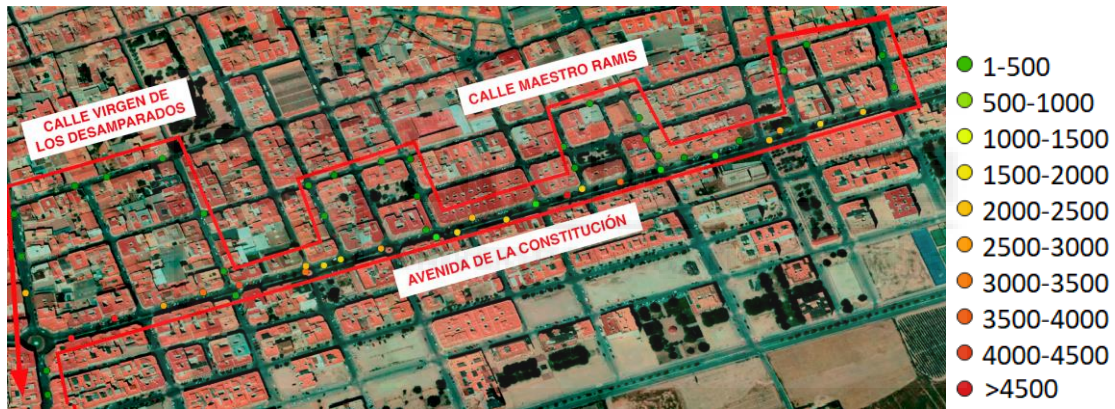 CALLE VIRGEN DE
LOS DESAMPARADOS
CALLE MAESTRO RAMIS
AVENIDA DE LA CONSTITUCIÓN
1-500
500-1000
1000-1500
1500-2000
2000-2500
2500-3000
3000-3500
3500-4000
4000-4500
>4500